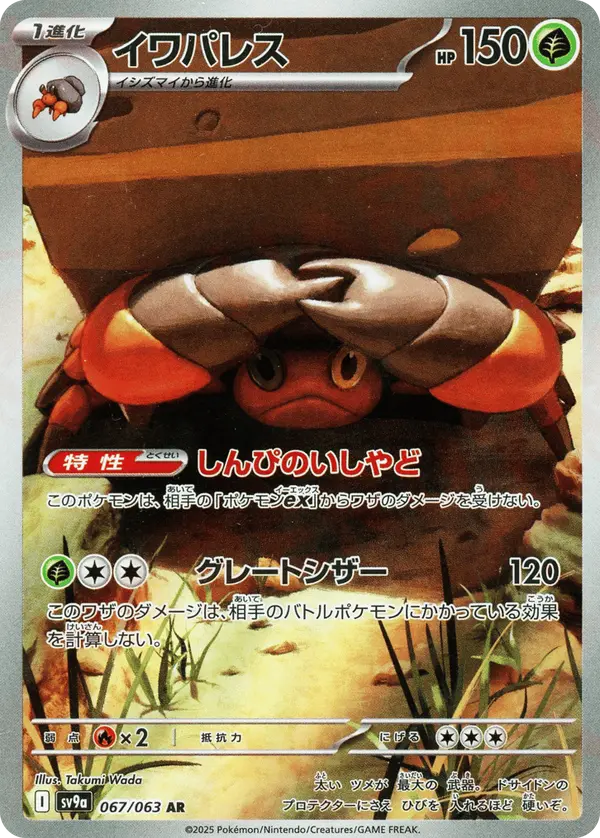 1進化
イワパレス
HP 150
イシズマイから進化
特性 とくせい
しんぴのいしやど
このポケモンは、相手の「ポケモンex」からワザのダメージを受けない。
グレートシザー 120
このワザのダメージは、相手のバトルポケモンにかかっている効果
を計算しない。
弱点 ×2 抵抗力 にげる
Illus. Takumi Wada
I sv9a 067/063 AR
太い ツメが 最大の 武器。 ドサイドンの
プロテクターにさえ ひびを 入れるほど 硬いぞ。
©2025 Pokémon/Nintendo/Creatures/GAME FREAK.